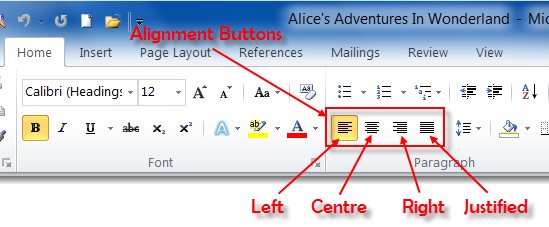 Alice's Adventures In Wonderland - Mic
Alignment Buttons
Home Insert Page Layout References Mailings Review View
Calibri (Headings 12 A A Aa
B I U abc x₂ x² A ab A
Font Paragraph
Left Centre Right Justified